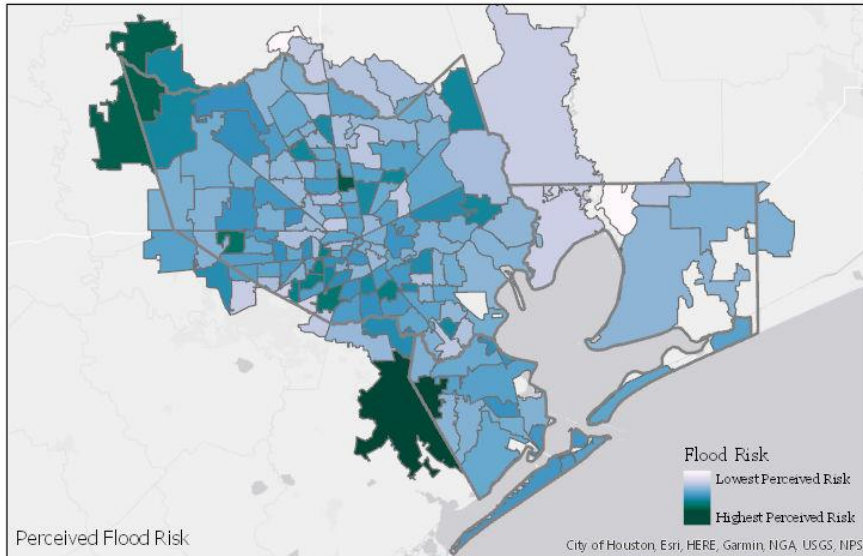 Flood Risk
Lowest Perceived Risk
Highest Perceived Risk
Perceived Flood Risk
City of Houston, Esri, HERE, Garmin, NGA, USGS, NPS